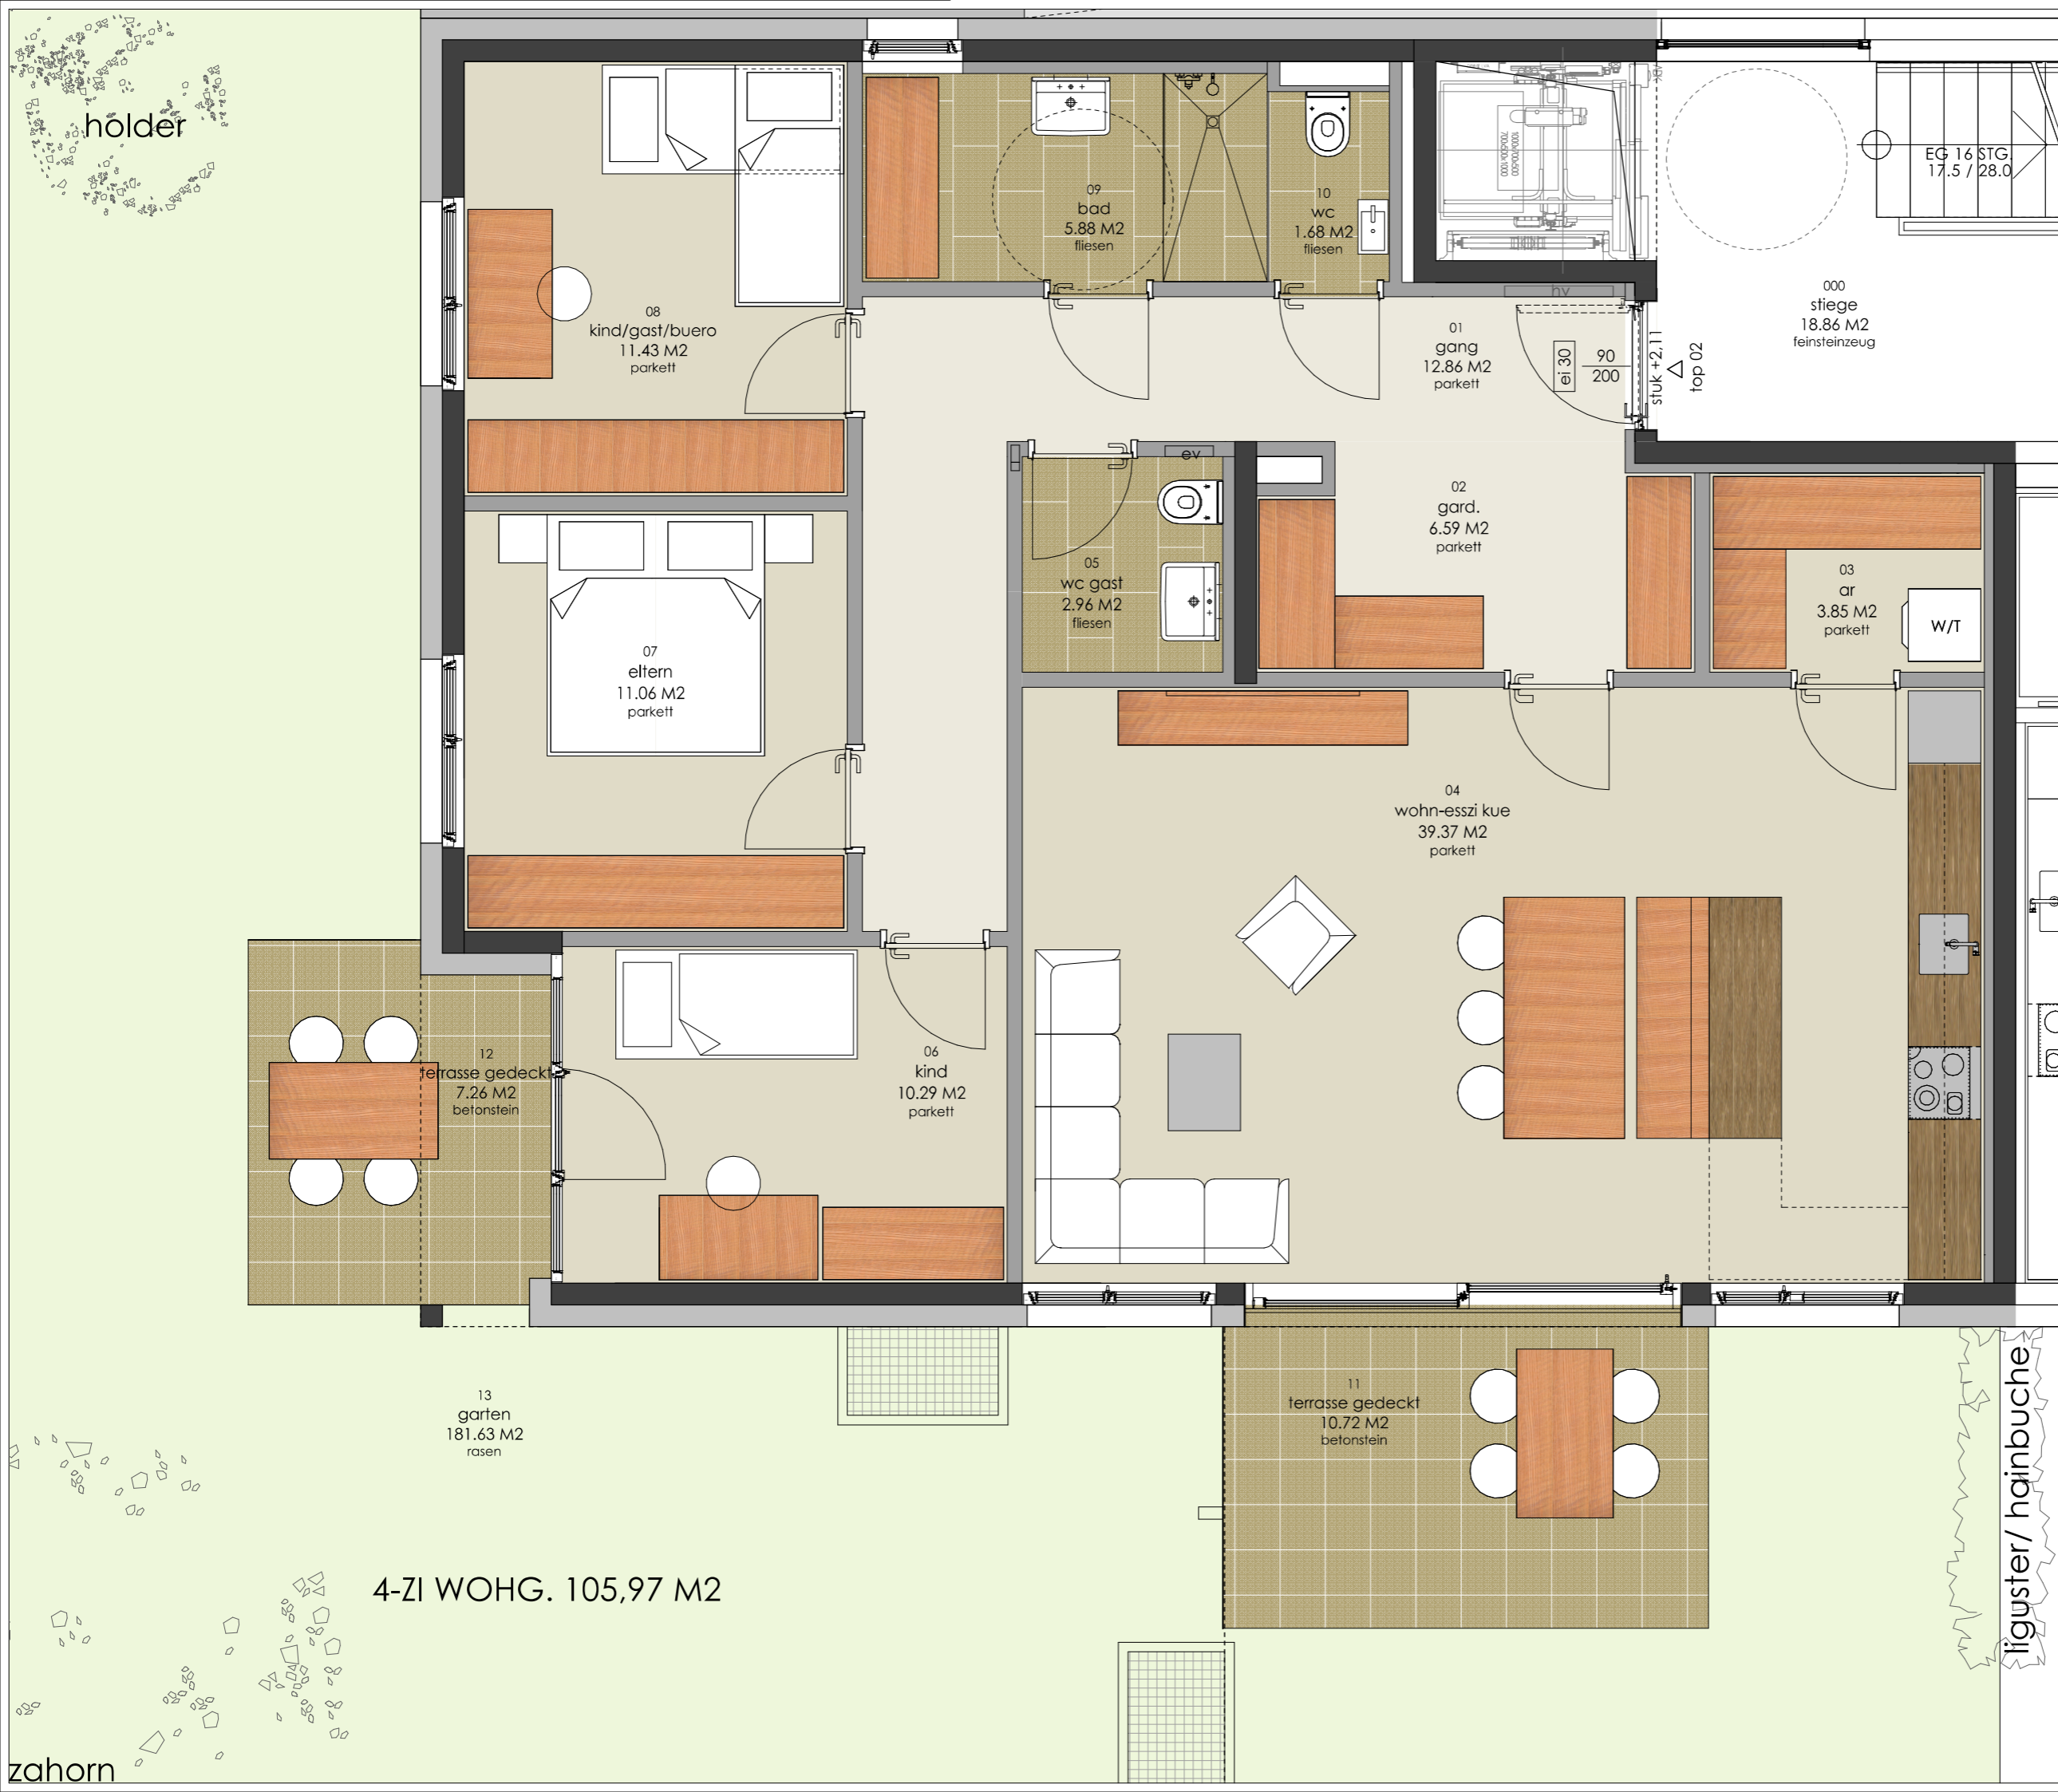 holder
EG 16 STG.
17.5 / 28.0
09
bad
5.88 M2
fliesen
10
wc
1.68 M2
fliesen
08
kind/gast/buero
11.43 M2
parkett
01
gang
12.86 M2
parkett
hv
ei 30
90
200
stuk +2,11
top 02
000
stiege
18.86 M2
feinsteinzeug
ev
02
gard.
6.59 M2
parkett
05
wc gast
2.96 M2
fliesen
03
ar
3.85 M2
parkett
W/T
07
eltern
11.06 M2
parkett
04
wohn-esszi kue
39.37 M2
parkett
12
terrasse gedeckt
7.26 M2
betonstein
06
kind
10.29 M2
parkett
13
garten
181.63 M2
rasen
11
terrasse gedeckt
10.72 M2
betonstein
liguster/ hainbuche
4-ZI WOHG. 105,97 M2
zahorn